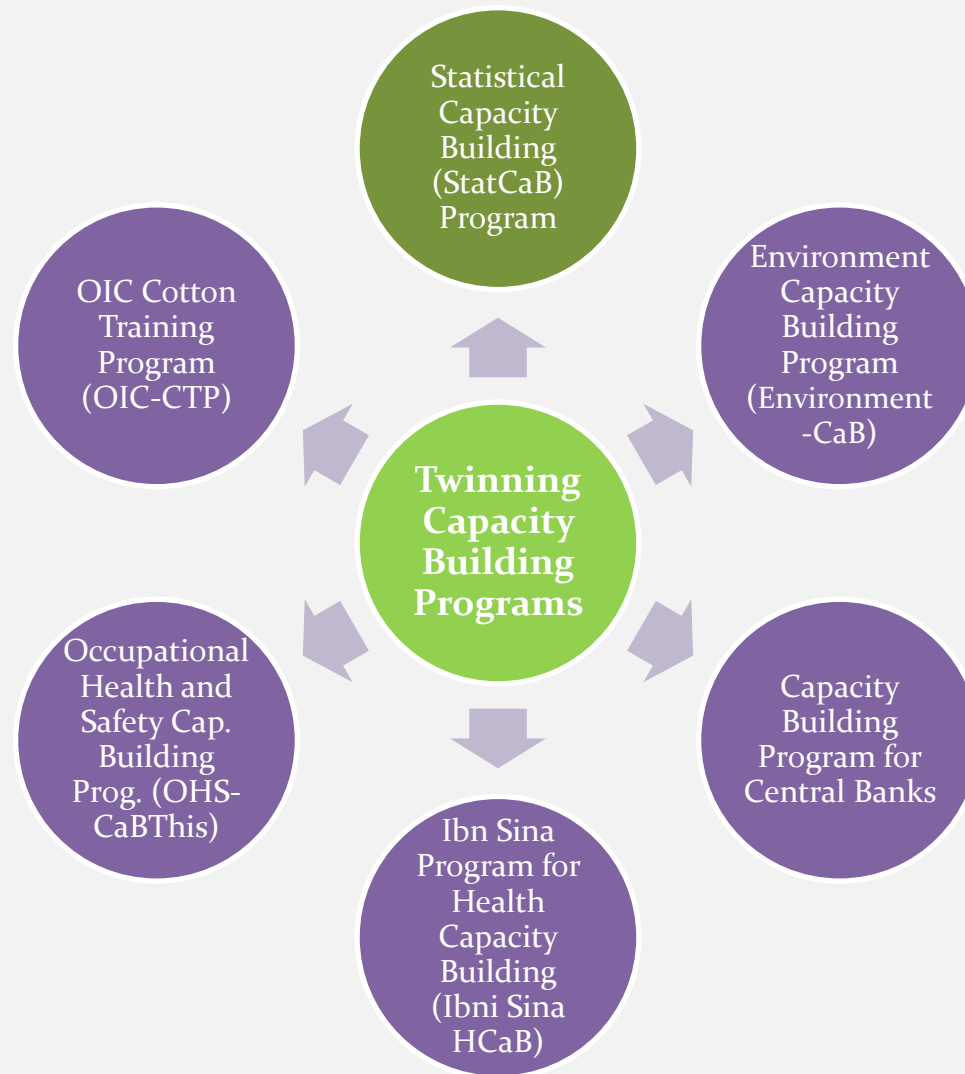 Statistical
Capacity
Building
(StatCaB)
Program
Environment
Capacity
Building
Program
(Environment
-CaB)
Capacity
Building
Program for
Central Banks
Ibn Sina
Program for
Health
Capacity
Building
(Ibni Sina
HCaB)
Occupational
Health and
Safety Cap.
Building
Prog. (OHS-
CaBThis)
OIC Cotton
Training
Program
(OIC-CTP)
Twinning
Capacity
Building
Programs